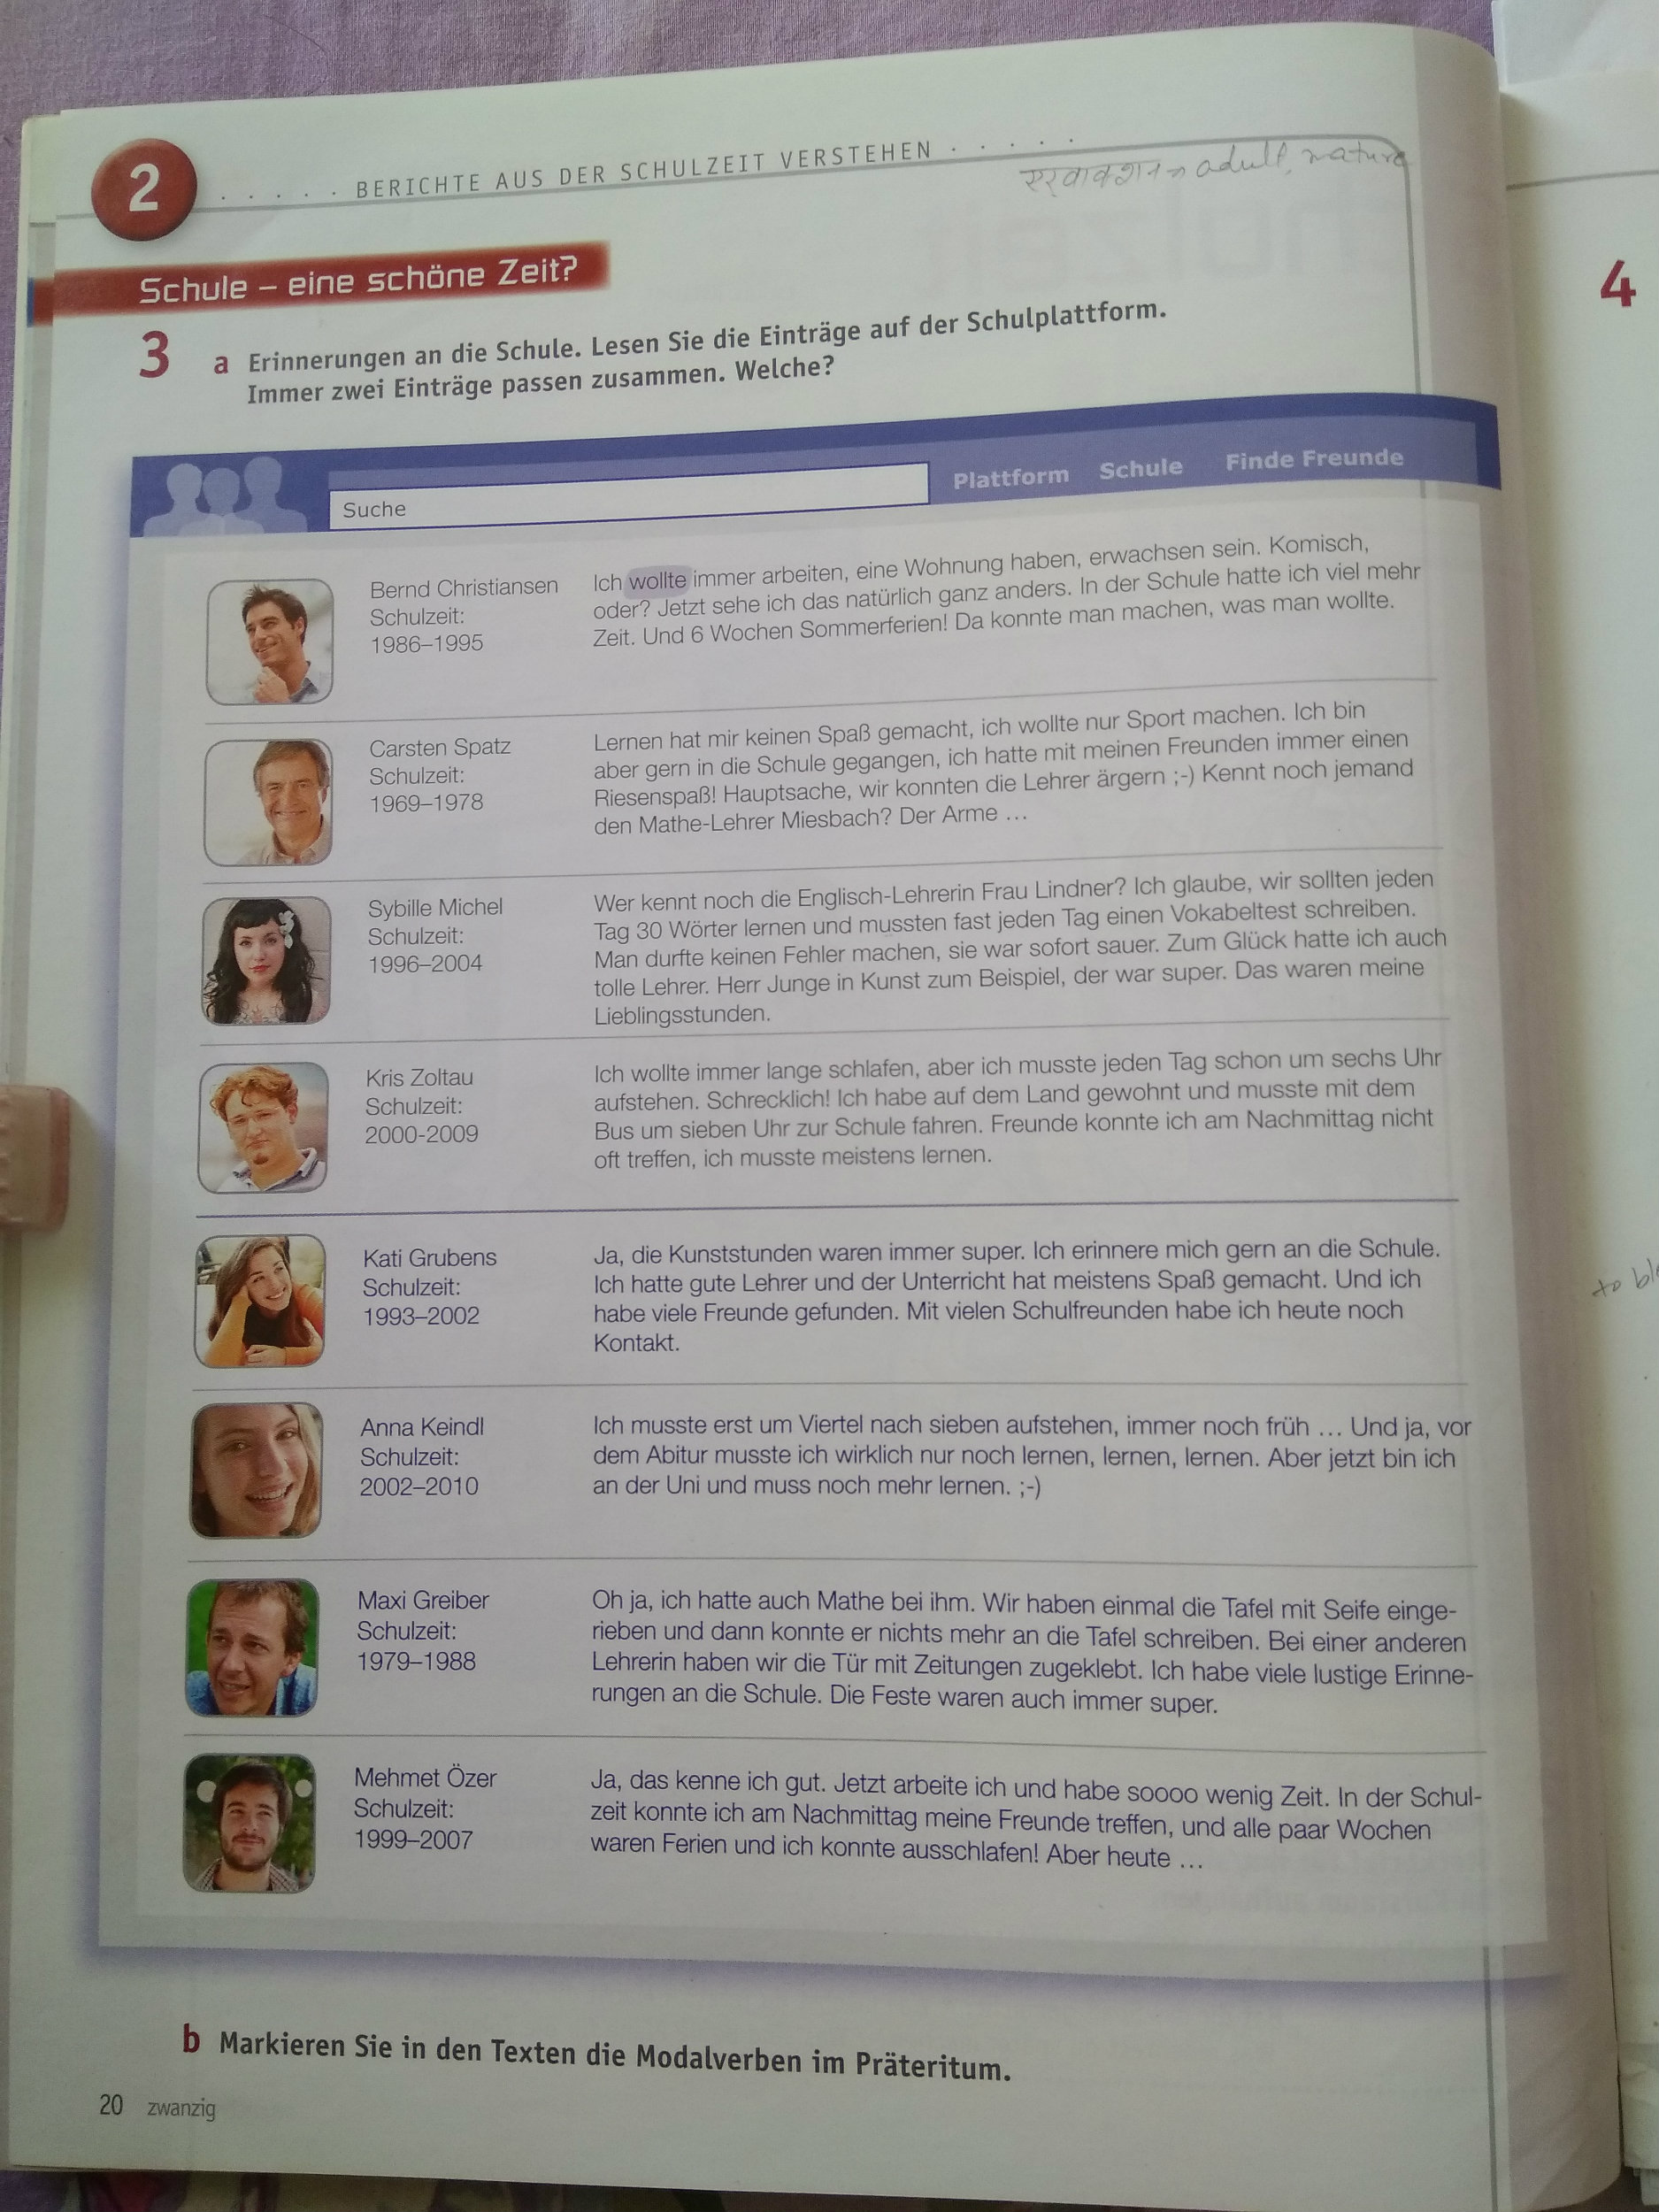 2
BERICHTE AUS DER SCHULZEIT VERSTEHEN
adult, mature
Schule – eine schöne Zeit?
3 a Erinnerungen an die Schule. Lesen Sie die Einträge auf der Schulplattform.
Immer zwei Einträge passen zusammen. Welche?
Suche
Plattform Schule Finde Freunde
Bernd Christiansen
Schulzeit:
1986–1995
Ich wollte immer arbeiten, eine Wohnung haben, erwachsen sein. Komisch,
oder? Jetzt sehe ich das natürlich ganz anders. In der Schule hatte ich viel mehr
Zeit. Und 6 Wochen Sommerferien! Da konnte man machen, was man wollte.
Carsten Spatz
Schulzeit:
1969–1978
Lernen hat mir keinen Spaß gemacht, ich wollte nur Sport machen. Ich bin
aber gern in die Schule gegangen, ich hatte mit meinen Freunden immer einen
Riesenspaß! Hauptsache, wir konnten die Lehrer ärgern ;-) Kennt noch jemand
den Mathe-Lehrer Miesbach? Der Arme …
Sybille Michel
Schulzeit:
1996–2004
Wer kennt noch die Englisch-Lehrerin Frau Lindner? Ich glaube, wir sollten jeden
Tag 30 Wörter lernen und mussten fast jeden Tag einen Vokabeltest schreiben.
Man durfte keinen Fehler machen, sie war sofort sauer. Zum Glück hatte ich auch
tolle Lehrer. Herr Junge in Kunst zum Beispiel, der war super. Das waren meine
Lieblingsstunden.
Kris Zoltau
Schulzeit:
2000-2009
Ich wollte immer lange schlafen, aber ich musste jeden Tag schon um sechs Uhr
aufstehen. Schrecklich! Ich habe auf dem Land gewohnt und musste mit dem
Bus um sieben Uhr zur Schule fahren. Freunde konnte ich am Nachmittag nicht
oft treffen, ich musste meistens lernen.
Kati Grubens
Schulzeit:
1993–2002
Ja, die Kunststunden waren immer super. Ich erinnere mich gern an die Schule.
Ich hatte gute Lehrer und der Unterricht hat meistens Spaß gemacht. Und ich
habe viele Freunde gefunden. Mit vielen Schulfreunden habe ich heute noch
Kontakt.
Anna Keindl
Schulzeit:
2002–2010
Ich musste erst um Viertel nach sieben aufstehen, immer noch früh … Und ja, vor
dem Abitur musste ich wirklich nur noch lernen, lernen, lernen. Aber jetzt bin ich
an der Uni und muss noch mehr lernen. ;-)
Maxi Greiber
Schulzeit:
1979–1988
Oh ja, ich hatte auch Mathe bei ihm. Wir haben einmal die Tafel mit Seife einge-
rieben und dann konnte er nichts mehr an die Tafel schreiben. Bei einer anderen
Lehrerin haben wir die Tür mit Zeitungen zugeklebt. Ich habe viele lustige Erinne-
rungen an die Schule. Die Feste waren auch immer super.
Mehmet Özer
Schulzeit:
1999–2007
Ja, das kenne ich gut. Jetzt arbeite ich und habe soooo wenig Zeit. In der Schul-
zeit konnte ich am Nachmittag meine Freunde treffen, und alle paar Wochen
waren Ferien und ich konnte ausschlafen! Aber heute …
b Markieren Sie in den Texten die Modalverben im Präteritum.
20 zwanzig
4
to